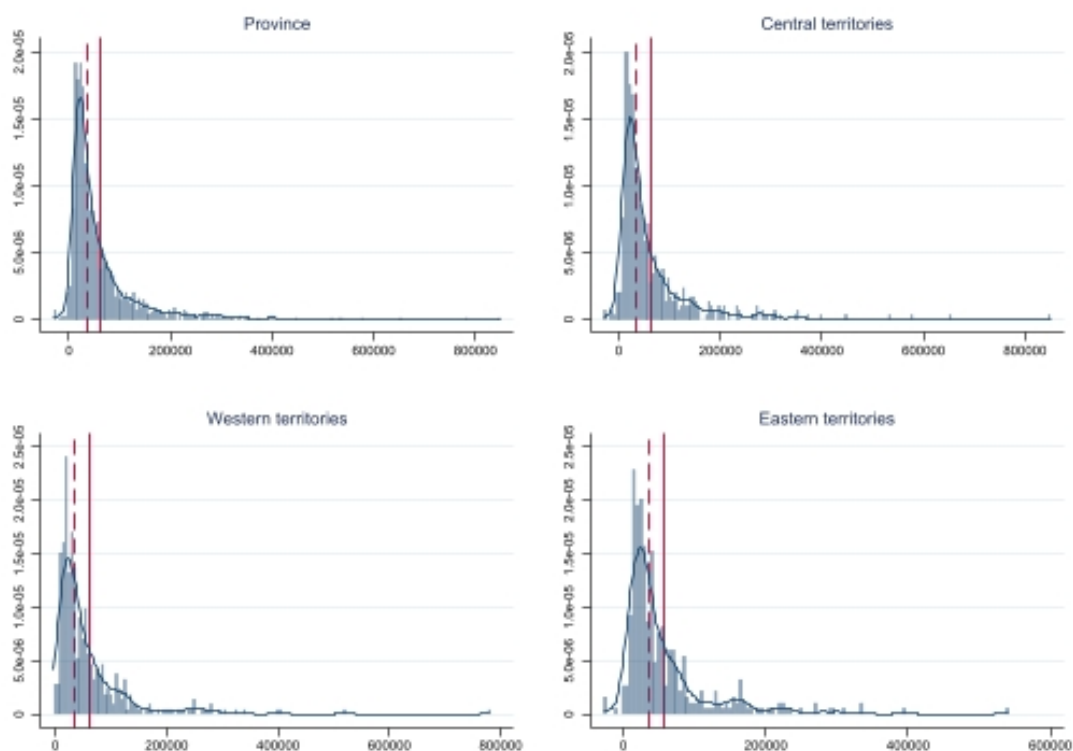 Province
2.0e-05
1.5e-05
1.0e-05
5.0e-06
0
0 200000 400000 600000 800000
Central territories
2.0e-05
1.5e-05
1.0e-05
5.0e-06
0
0 200000 400000 600000 800000
Western territories
2.5e-05
2.0e-05
1.5e-05
1.0e-05
5.0e-06
0
0 200000 400000 600000 800000
Eastern territories
2.5e-05
2.0e-05
1.5e-05
1.0e-05
5.0e-06
0
0 200000 400000 600000